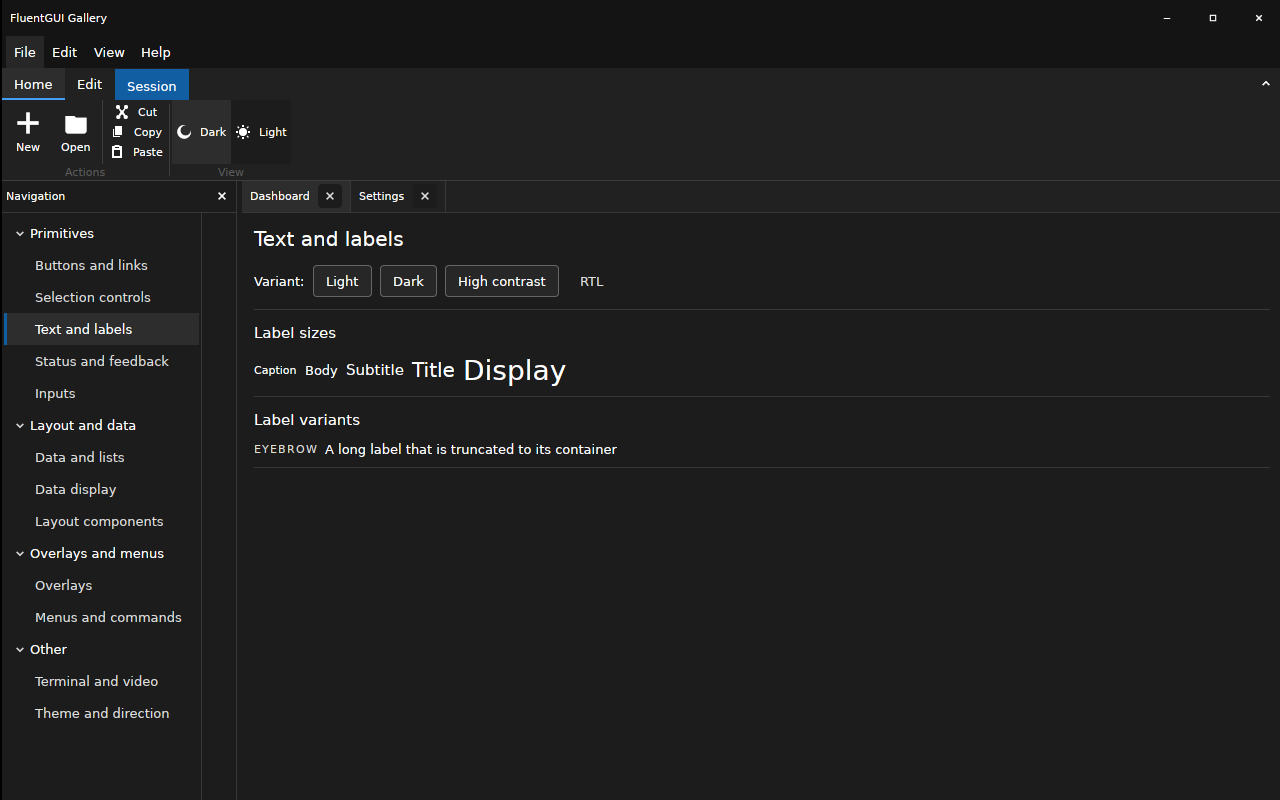 FluentGUI Gallery
File Edit View Help
Home Edit Session
New Open Cut Copy Paste Dark Light
Actions View
Navigation
Dashboard Settings
Primitives
Buttons and links
Selection controls
Text and labels
Status and feedback
Inputs
Layout and data
Data and lists
Data display
Layout components
Overlays and menus
Overlays
Menus and commands
Other
Terminal and video
Theme and direction
Text and labels
Variant: Light Dark High contrast RTL
Label sizes
Caption Body Subtitle Title Display
Label variants
EYEBROW A long label that is truncated to its container